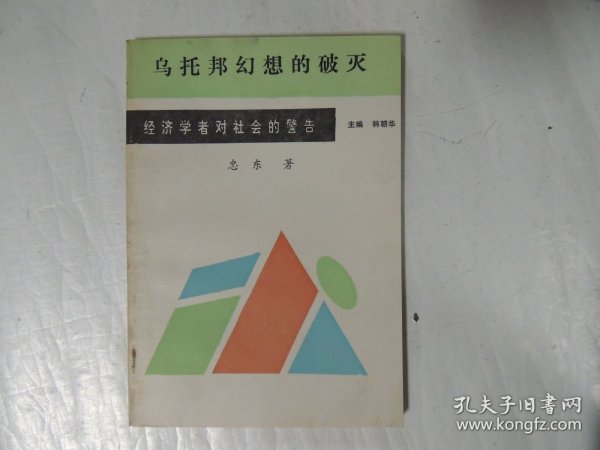 乌托邦幻想的破灭
经济学者对社会的警告 主编 韩朝华
忠东 著
孔夫子旧书网
www.kongfz.com